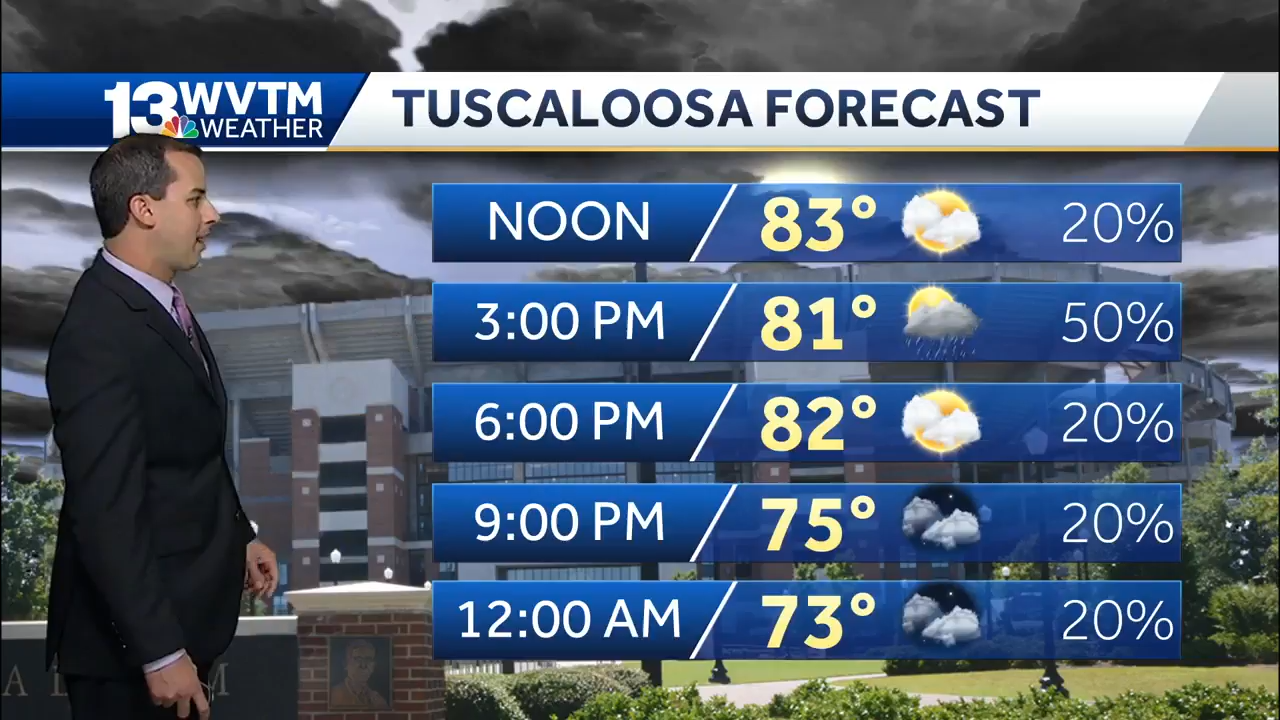 13 WVTM
WEATHER
TUSCALOOSA FORECAST
NOON 83° 20%
3:00 PM 81° 50%
6:00 PM 82° 20%
9:00 PM 75° 20%
12:00 AM 73° 20%